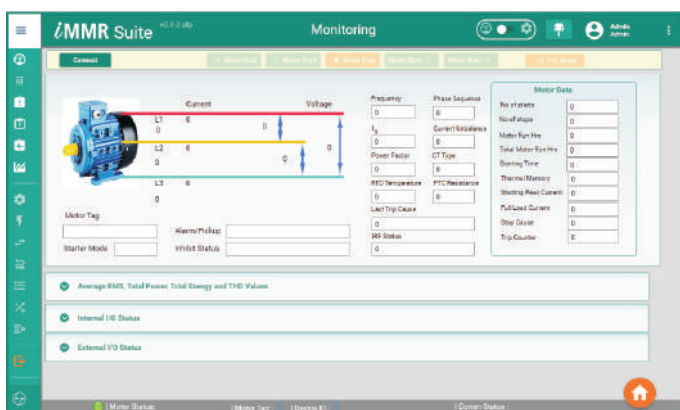 iMMR Suite
Monitoring
Admin
Admin
Connect
Current
Voltage
L1 0
0
0
L2 0
0
0
0
L3 0
0
Motor Tag
Alarm/Pickup
Starter Mode
Inhibit Status
Frequency
Phase Sequence
0
0
Current Unbalance
0
0
Power Factor
CT Type
0
0
RTD Temperature
PTC Resistance
0
0
Last Trip Cause
0
IRF Status
0
Motor Data
No of starts 0
No of stops 0
Motor Run Hrs 0
Total Motor Run Hrs 0
Starting Time 0
Thermal Memory 0
Starting Peak Current 0
Full Load Current 0
Stop Cause 0
Trip Counter 0
Average RMS, Total Power, Total Energy and THD Values
Internal I/O Status
External I/O Status
| Motor Status:
| Motor Tag:
| Device ID:
| Comm Status: